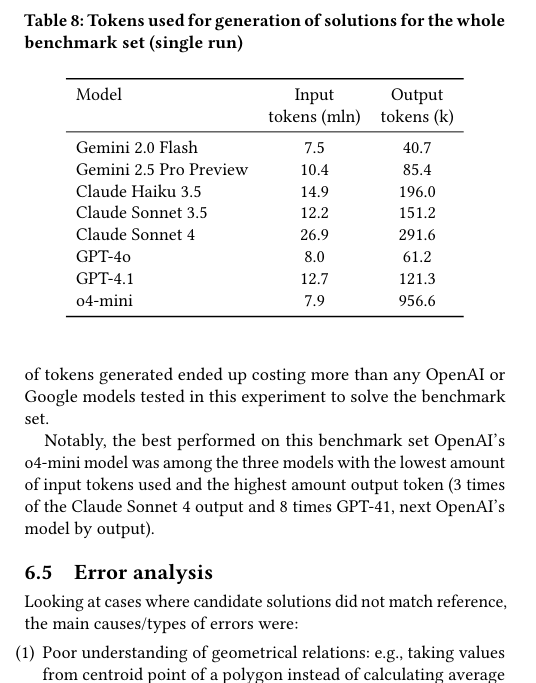 Table 8: Tokens used for generation of solutions for the whole
benchmark set (single run)
Model Input Output
tokens (mln) tokens (k)
Gemini 2.0 Flash 7.5 40.7
Gemini 2.5 Pro Preview 10.4 85.4
Claude Haiku 3.5 14.9 196.0
Claude Sonnet 3.5 12.2 151.2
Claude Sonnet 4 26.9 291.6
GPT-4o 8.0 61.2
GPT-4.1 12.7 121.3
o4-mini 7.9 956.6
of tokens generated ended up costing more than any OpenAI or
Google models tested in this experiment to solve the benchmark
set.
Notably, the best performed on this benchmark set OpenAI's
o4-mini model was among the three models with the lowest amount
of input tokens used and the highest amount output token (3 times
of the Claude Sonnet 4 output and 8 times GPT-41, next OpenAI's
model by output).
6.5 Error analysis
Looking at cases where candidate solutions did not match reference,
the main causes/types of errors were:
(1) Poor understanding of geometrical relations: e.g., taking values
from centroid point of a polygon instead of calculating average